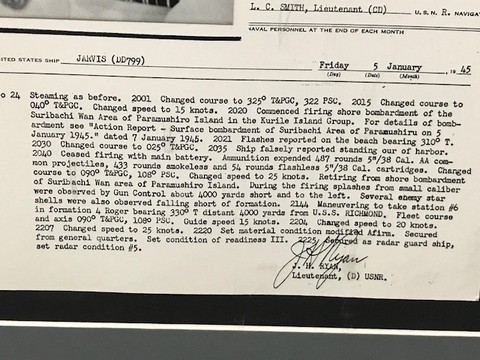 L. C. SMITH, Lieutenant (CD) U. S. N. R. NAVIGAT
NAVAL PERSONNEL AT THE END OF EACH MONTH
UNITED STATES SHIP JARVIS (DD799) Friday 5 January , 19 45
(Day) (Date) (Month)
o 24 Steaming as before. 2001 Changed course to 325° T&PGC, 322 PSC. 2015 Changed course to
040° T&PGC. Changed speed to 15 knots. 2020 Commenced firing shore bombardment of the
Suribachi Wan area of Paramushiro Island in the Kurile Island Group. For details of bomb-
ardment see "Action Report - Surface bombardment of Suribachi Area of Paramushiru on 5
January 1945." dated 7 January 1945. 2021 Flashes reported on the beach bearing 310° T.
2030 Changed course to 025° T&PGC. 2035 Ship falsely reported standing our of harbor.
2040 Ceased firing with main battery. Ammunition expended 487 rounds 5"/38 Cal. AA com-
mon projectiles, 433 rounds smokeless and 54 rounds flashless 5"/38 Cal. cartridges. Changed
course to 090° T&PGC, 108° PSC. Changed speed to 25 knots. Retiring from shore bombardment
of Suribachi Wan area of Paramushiro Island. During the firing splashes from small caliber
were observed by Gun Control about 4000 yards short and to the left. Several enemy star
shells were also observed falling short of formation. 2144 Maneuvering to take station #6
in formation 4 Roger bearing 330° T distant 4000 yards from U.S.S. RICHMOND. Fleet course
and axis 090° T&PGC, 108° PSC. Guide speed 15 knots. 2204 Changed speed to 20 knots.
2207 Changed speed to 25 knots. 2220 Set material condition modified Afirm. Secured
from general quarters. Set condition of readiness III. 2225 Secured as radar guard ship,
set radar condition #5.
J. H. RYAN,
Lieutenant, (D) USNR.